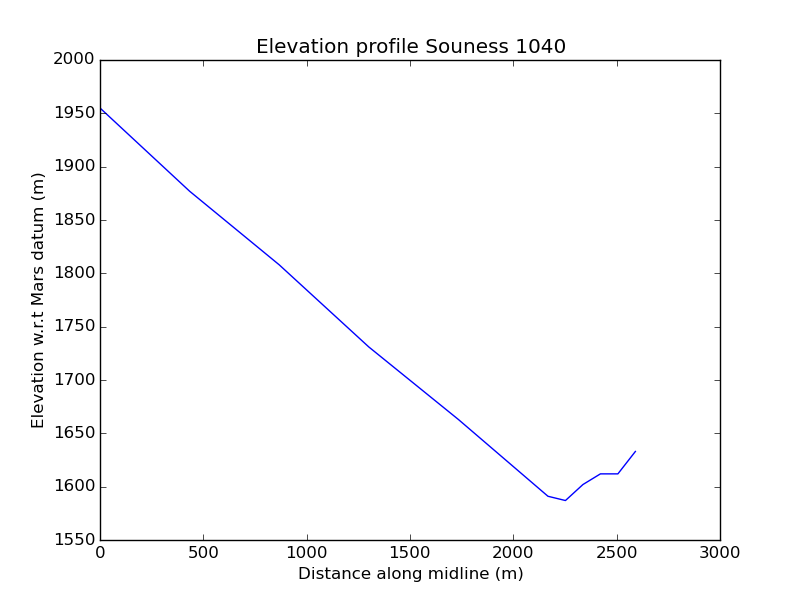 Elevation profile Souness 1040
2000
1950
1900
1850
1800
1750
1700
1650
1600
1550
Elevation w.r.t Mars datum (m)
0 500 1000 1500 2000 2500 3000
Distance along midline (m)